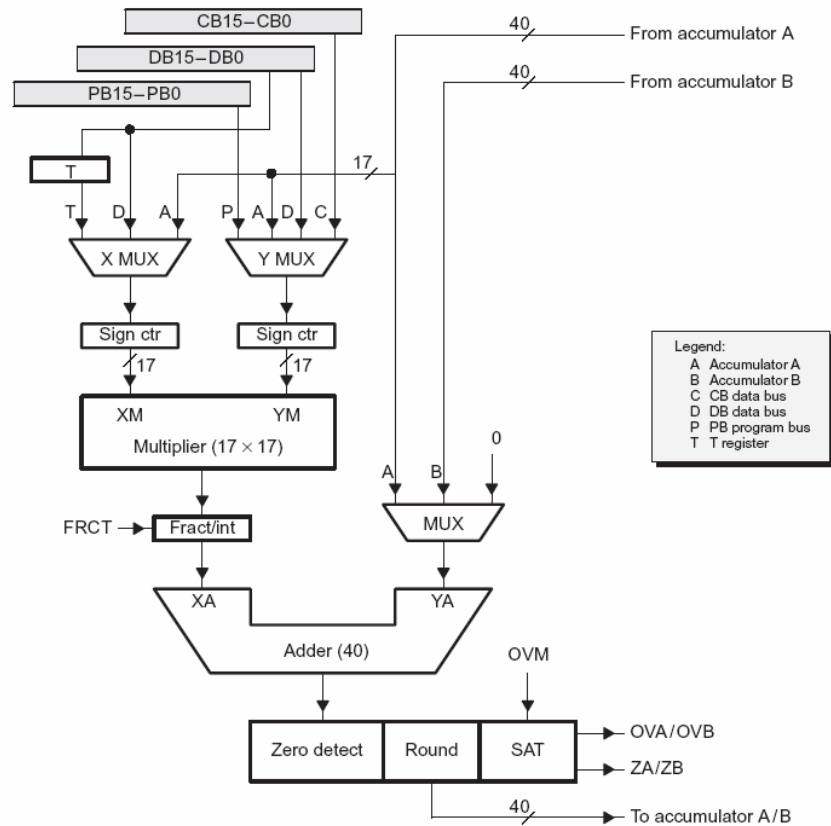 CB15–CB0
40
From accumulator A
DB15–DB0
40
From accumulator B
PB15–PB0
T
17
T D A P A D C
X MUX
Y MUX
Sign ctr
Sign ctr
17
17
XM
YM
Multiplier (17 × 17)
Legend:
A Accumulator A
B Accumulator B
C CB data bus
D DB data bus
P PB program bus
T T register
0
A B
MUX
FRCT
Fract/int
XA
YA
Adder (40)
OVM
Zero detect
Round
SAT
OVA/OVB
ZA/ZB
40
To accumulator A/B